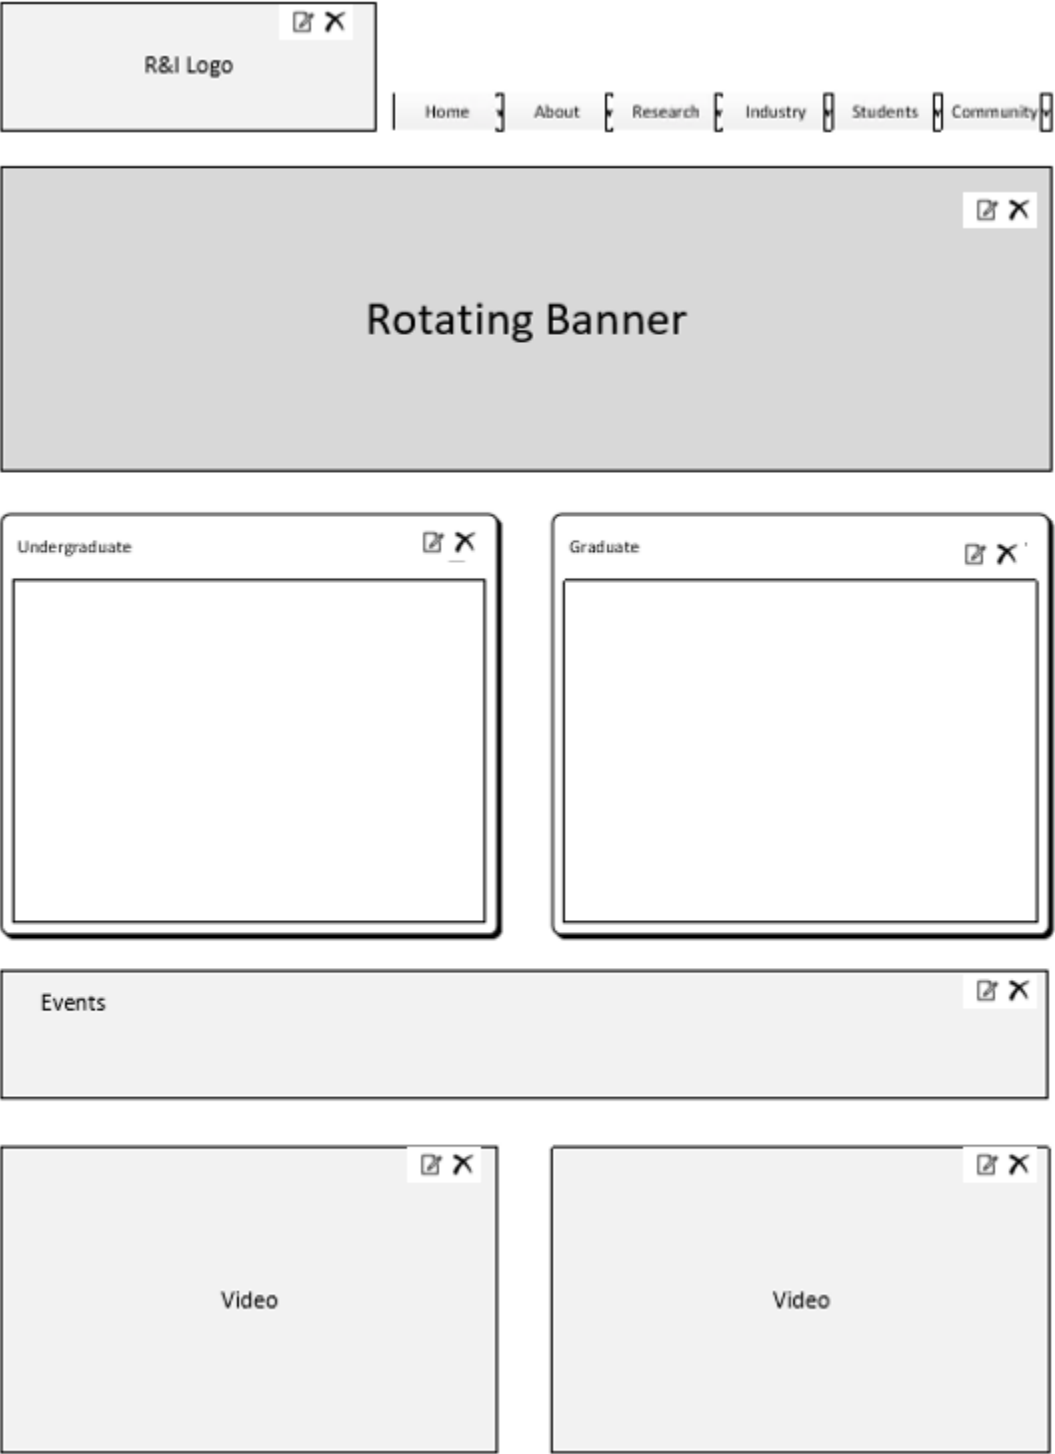 R&I Logo
Home About Research Industry Students Community
Rotating Banner
Undergraduate
Graduate
Events
Video
Video